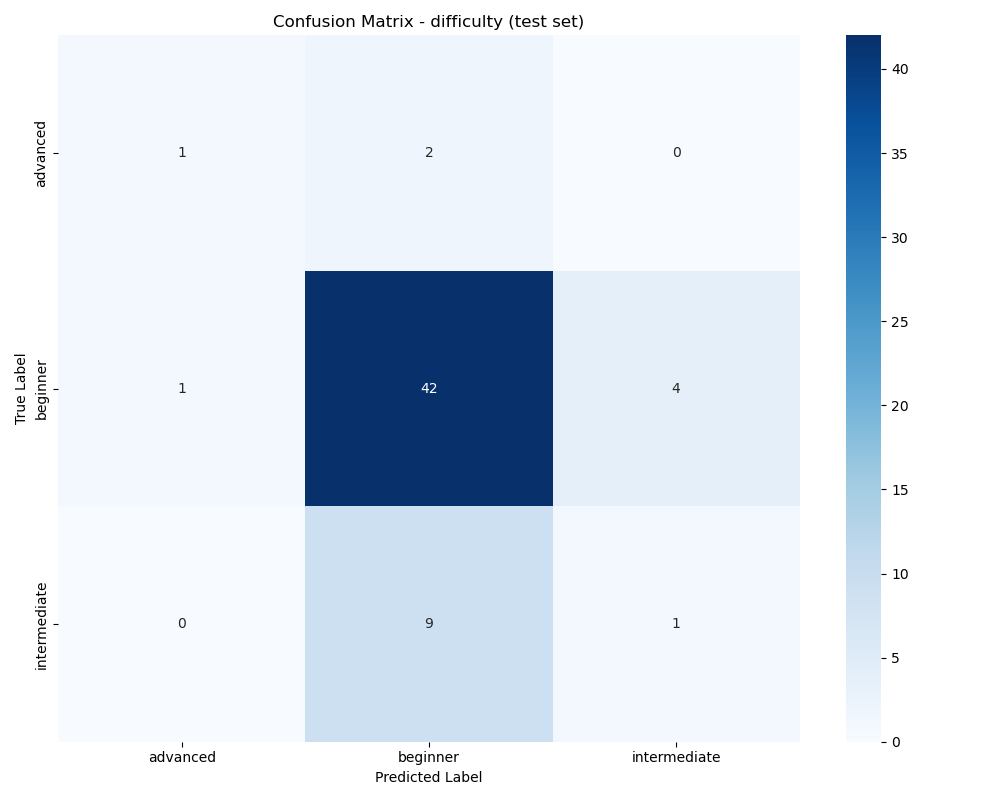 Confusion Matrix - difficulty (test set)
True Label
advanced
beginner
intermediate
1 2 0
1 42 4
0 9 1
advanced beginner intermediate
Predicted Label
40
35
30
25
20
15
10
5
0